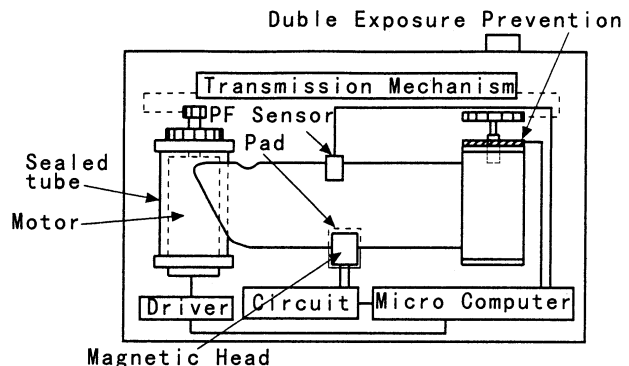 Duble Exposure Prevention
Transmission Mechanism
PF Sensor
Pad
Sealed
tube
Motor
Driver
Circuit
Micro Computer
Magnetic Head